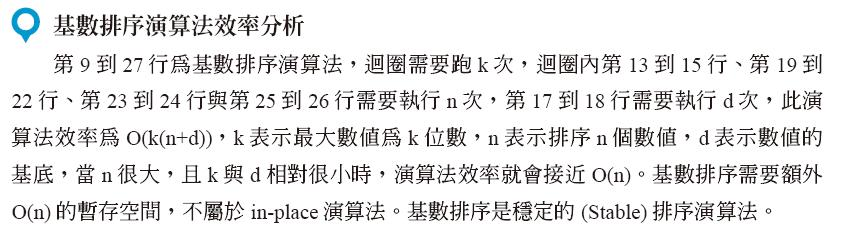 基數排序演算法效率分析
第 9 到 27 行為基數排序演算法，迴圈需要跑 k 次，迴圈內第 13 到 15 行、第 19 到
22 行、第 23 到 24 行與第 25 到 26 行需要執行 n 次，第 17 到 18 行需要執行 d 次，此演
算法效率為 O(k(n+d))，k 表示最大數值為 k 位數，n 表示排序 n 個數值，d 表示數值的
基底，當 n 很大，且 k 與 d 相對很小時，演算法效率就會接近 O(n)。基數排序需要額外
O(n) 的暫存空間，不屬於 in-place 演算法。基數排序是穩定的 (Stable) 排序演算法。